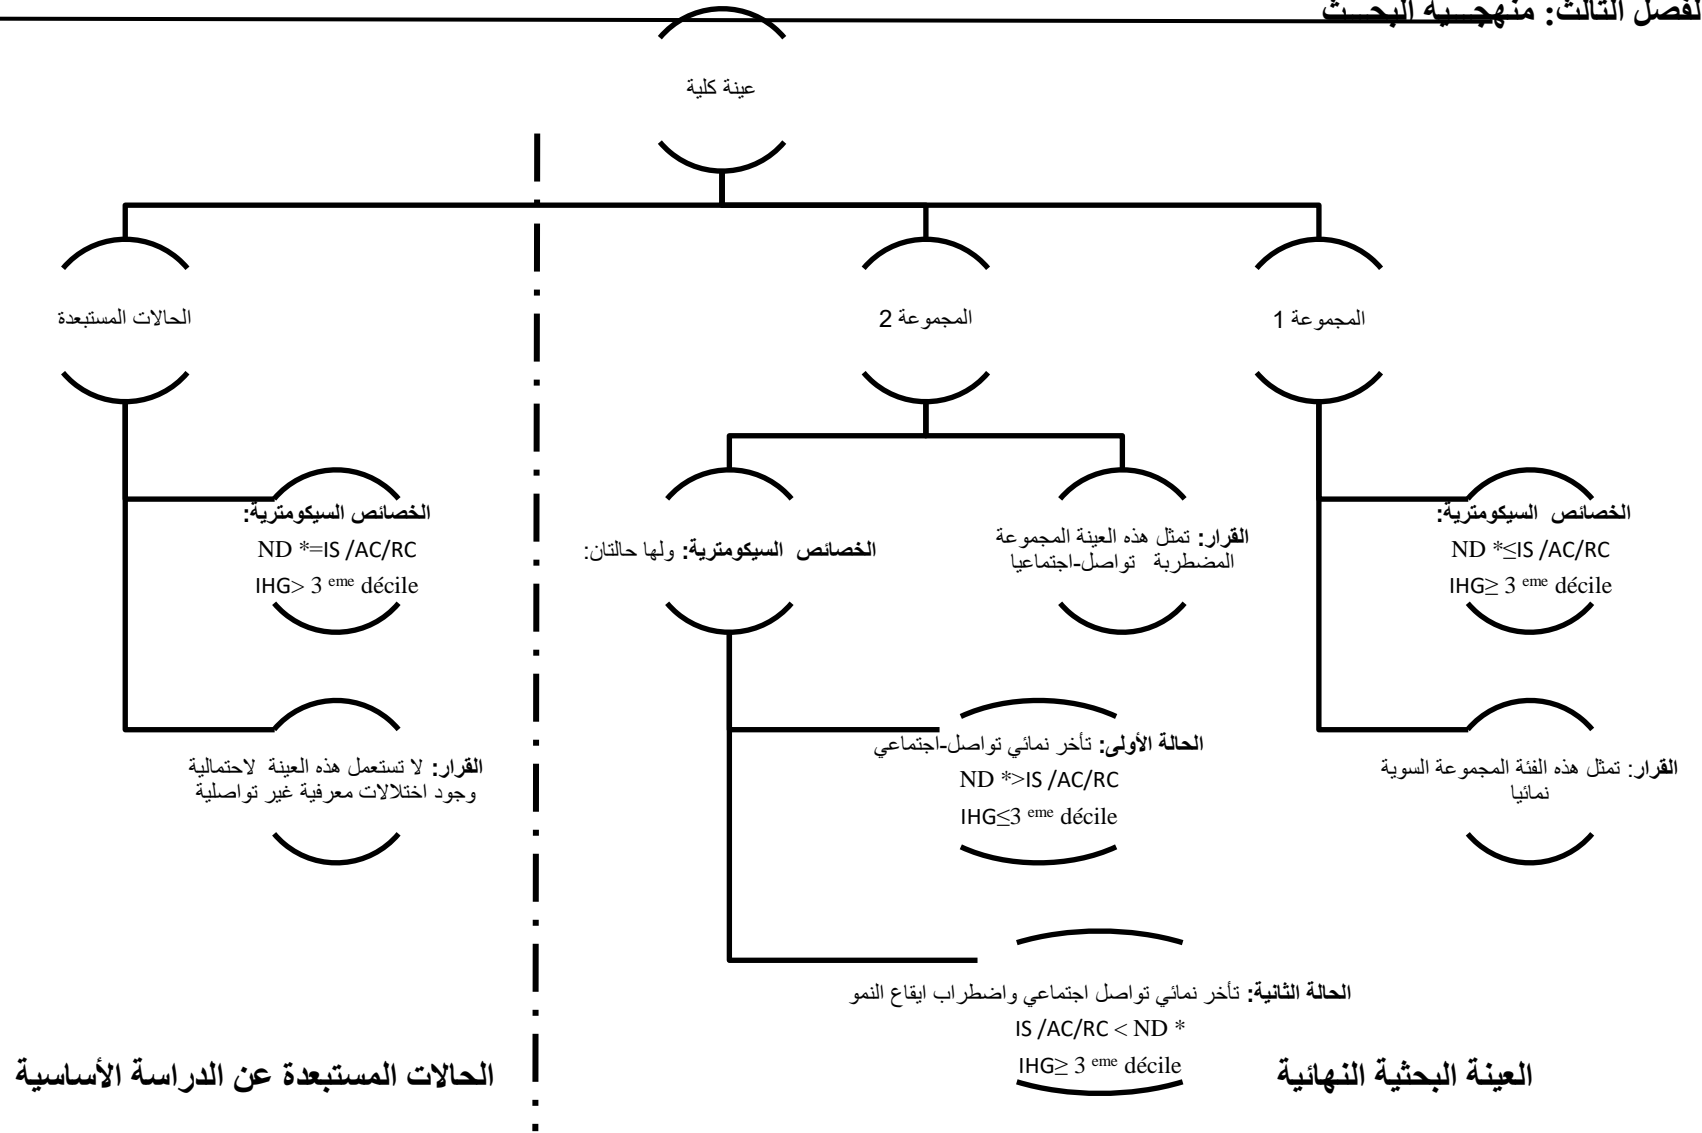 لفصل الثالث: منهجـــية البحـــث
عينة كلية
المجموعة 1
المجموعة 2
الحالات المستبعدة
الخصائص السيكومترية:
ND *≤IS /AC/RC
IHG≥ 3 eme décile
القرار: تمثل هذه الفئة المجموعة السوية
نمائيا
القرار: تمثل هذه العينة المجموعة
المضطربة تواصل-اجتماعيا
الخصائص السيكومترية: ولها حالتان:
الحالة الأولى: تأخر نمائي تواصل-اجتماعي
ND *>IS /AC/RC
IHG≤3 eme décile
الحالة الثانية: تأخر نمائي تواصل اجتماعي واضطراب ايقاع النمو
IS /AC/RC < ND *
IHG≥ 3 eme décile
الخصائص السيكومترية:
ND *=IS /AC/RC
IHG> 3 eme décile
القرار: لا تستعمل هذه العينة لاحتمالية
وجود اختلالات معرفية غير تواصلية
العينة البحثية النهائية
الحالات المستبعدة عن الدراسة الأساسية